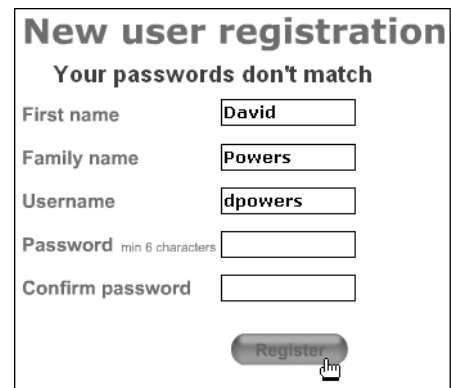 New user registration
Your passwords don't match
First name David
Family name Powers
Username dpowers
Password min 6 characters
Confirm password
Register